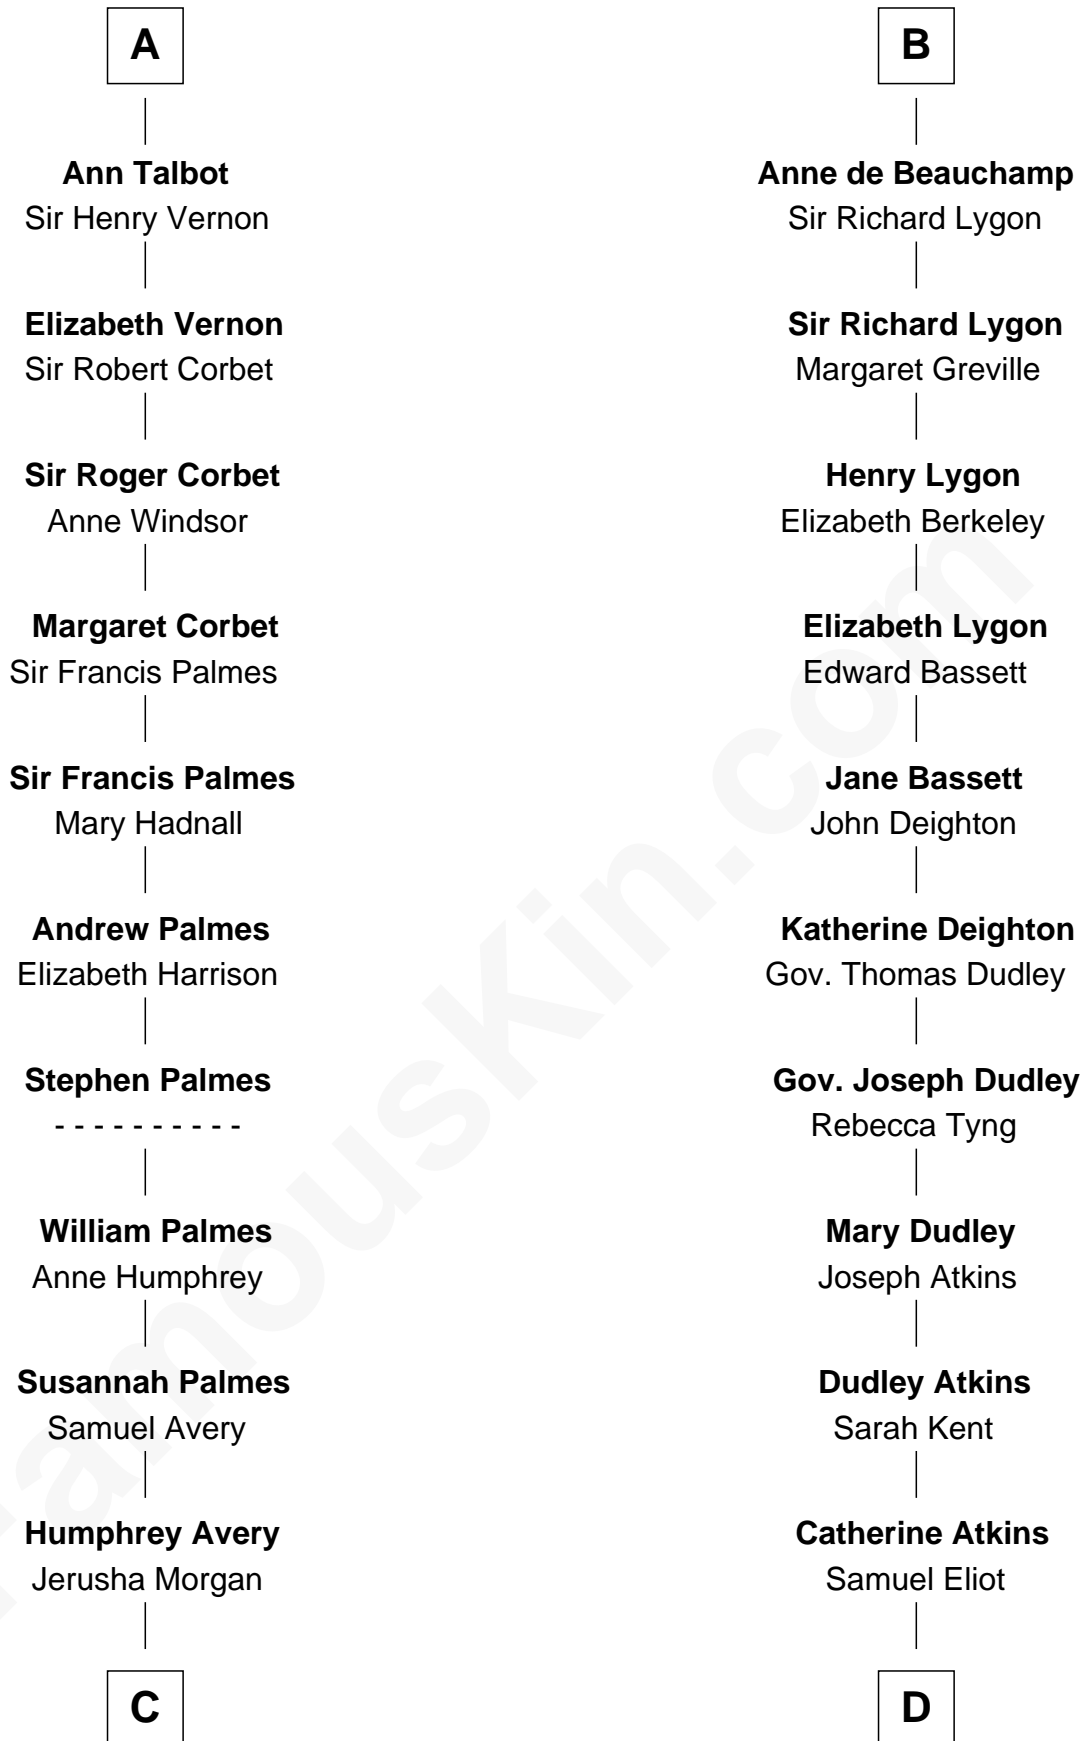 A
Ann Talbot
Sir Henry Vernon
Elizabeth Vernon
Sir Robert Corbet
Sir Roger Corbet
Anne Windsor
Margaret Corbet
Sir Francis Palmes
Sir Francis Palmes
Mary Hadnall
Andrew Palmes
Elizabeth Harrison
Stephen Palmes
- - - - - - - - - -
William Palmes
Anne Humphrey
Susannah Palmes
Samuel Avery
Humphrey Avery
Jerusha Morgan
C
B
Anne de Beauchamp
Sir Richard Lygon
Sir Richard Lygon
Margaret Greville
Henry Lygon
Elizabeth Berkeley
Elizabeth Lygon
Edward Bassett
Jane Bassett
John Deighton
Katherine Deighton
Gov. Thomas Dudley
Gov. Joseph Dudley
Rebecca Tyng
Mary Dudley
Joseph Atkins
Dudley Atkins
Sarah Kent
Catherine Atkins
Samuel Eliot
D
FamousKin.com